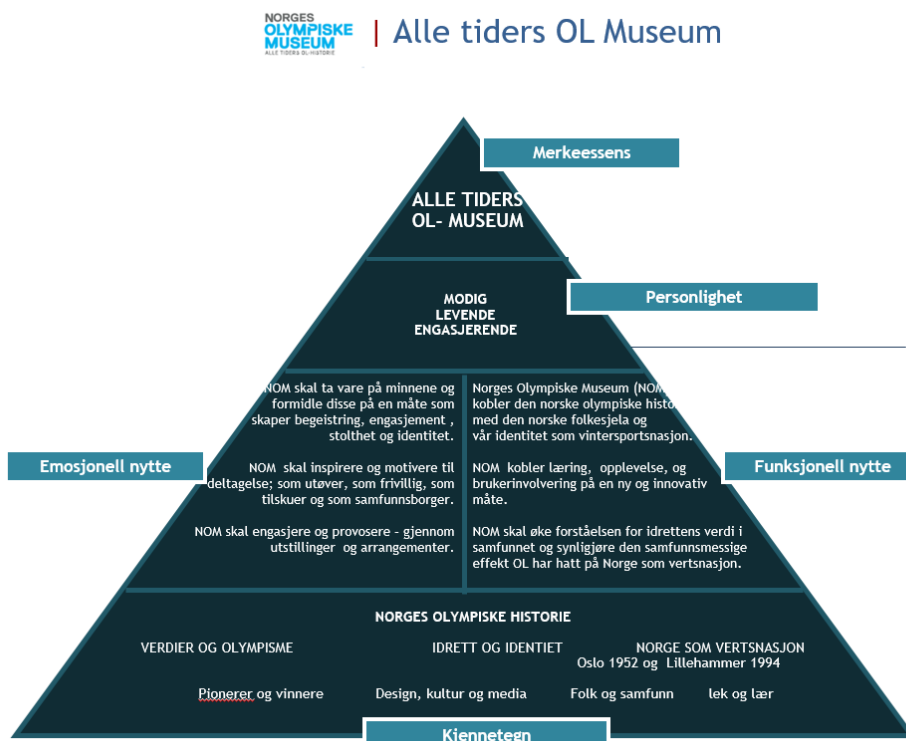 NORGES
OLYMPISKE
MUSEUM
ALLE TIDERS OL-HISTORIE
Alle tiders OL Museum
Merkeessens
ALLE TIDERS
OL- MUSEUM
Personlighet
MODIG
LEVENDE
ENGASJERENDE
Emosjonell nytte
NOM skal ta vare på minnene og
formidle disse på en måte som
skaper begeistring, engasjement ,
stolthet og identitet.
NOM skal inspirere og motivere til
deltagelse; som utøver, som frivillig, som
tilskuer og som samfunnsborger.
NOM skal engasjere og provosere – gjennom
utstillinger og arrangementer.
Funksjonell nytte
Norges Olympiske Museum (NOM
kobler den norske olympiske histo
med den norske folkesjela og
vår identitet som vintersportsnasjon.
NOM kobler læring, opplevelse, og
brukerinvolvering på en ny og innovativ
måte.
NOM skal øke forståelsen for idrettens verdi i
samfunnet og synligjøre den samfunnsmessige
effekt OL har hatt på Norge som vertsnasjon.
NORGES OLYMPISKE HISTORIE
VERDIER OG OLYMPISME
IDRETT OG IDENTIET
NORGE SOM VERTSNASJON
Oslo 1952 og Lillehammer 1994
Pionerer og vinnere
Design, kultur og media
Folk og samfunn
lek og lær
Kjennetegn